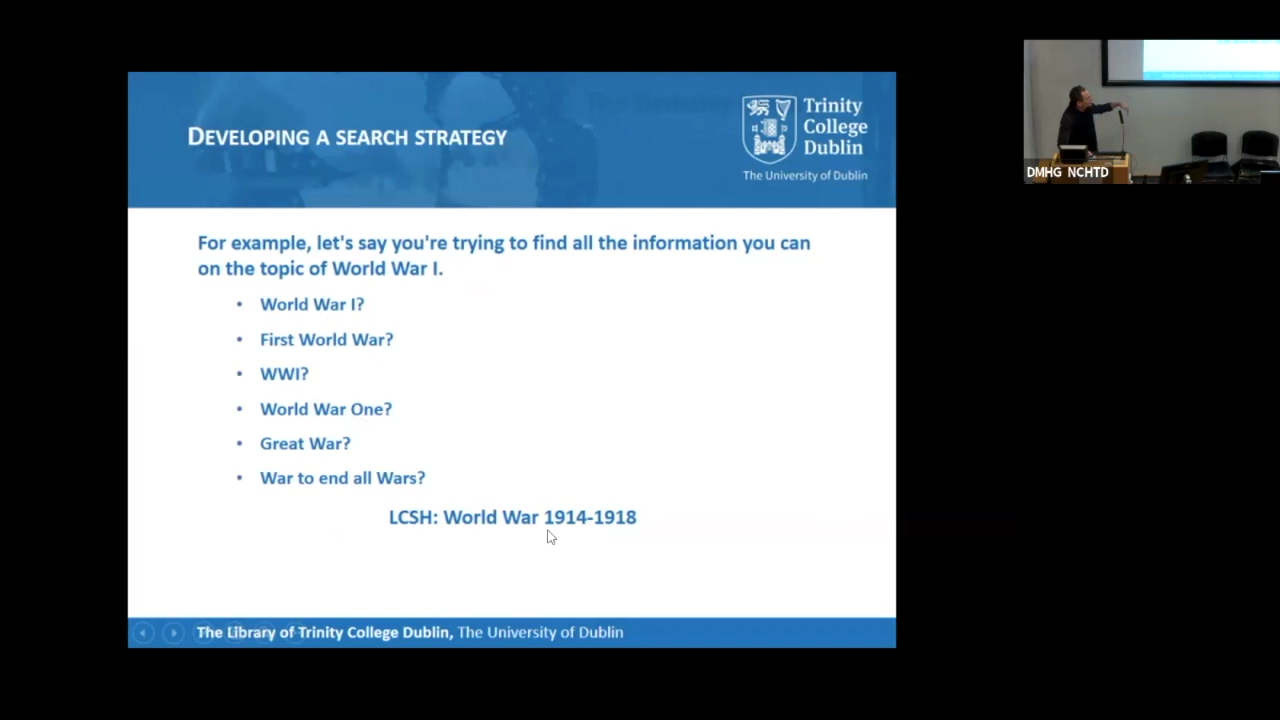 DEVELOPING A SEARCH STRATEGY
Trinity
College
Dublin
The University of Dublin
For example, let's say you're trying to find all the information you can
on the topic of World War I.
• World War I?
• First World War?
• WWI?
• World War One?
• Great War?
• War to end all Wars?
LCSH: World War 1914-1918
The Library of Trinity College Dublin, The University of Dublin
DMHG NCHTD